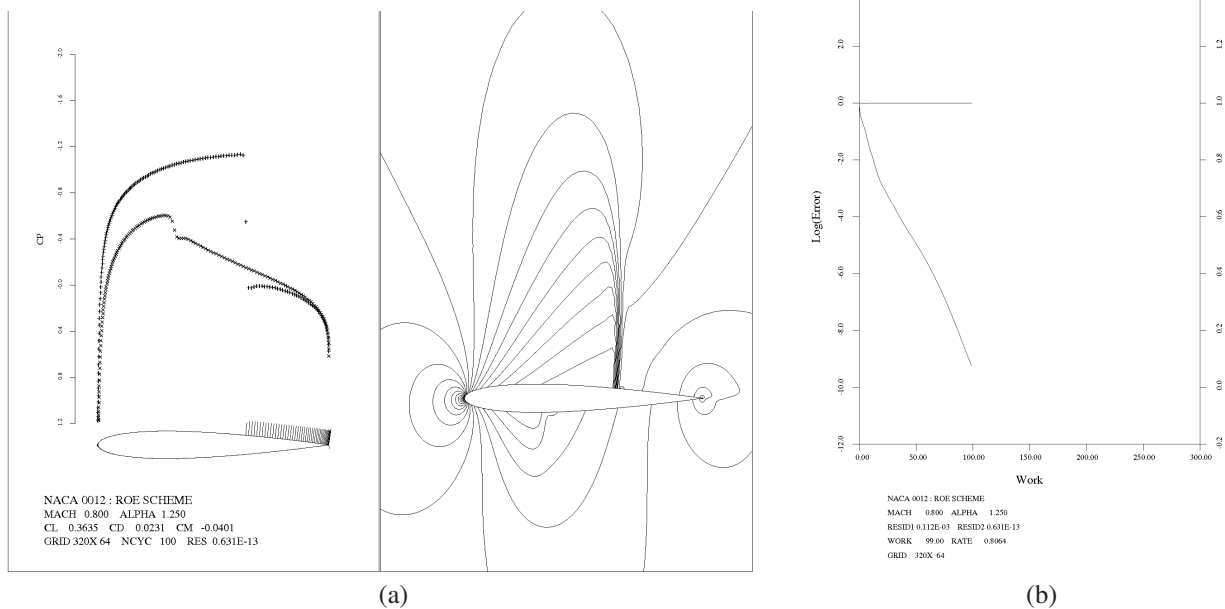 -2.0
-1.6
-1.2
-0.8
-0.4
-0.0
0.4
0.8
1.2
CP
NACA 0012 : ROE SCHEME
MACH 0.800 ALPHA 1.250
CL 0.3635 CD 0.0231 CM -0.0401
GRID 320X 64 NCYC 100 RES 0.631E-13
(a)
2.0
0.0
-2.0
-4.0
-6.0
-8.0
-10.0
-12.0
Log(Error)
1.2
1.0
0.8
0.6
0.4
0.2
0.0
-0.2
0.00
50.00
100.00
150.00
200.00
250.00
300.00
Work
NACA 0012 : ROE SCHEME
MACH 0.800 ALPHA 1.250
RESID1 0.112E-03 RESID2 0.631E-13
WORK 99.00 RATE 0.8064
GRID 320X 64
(b)